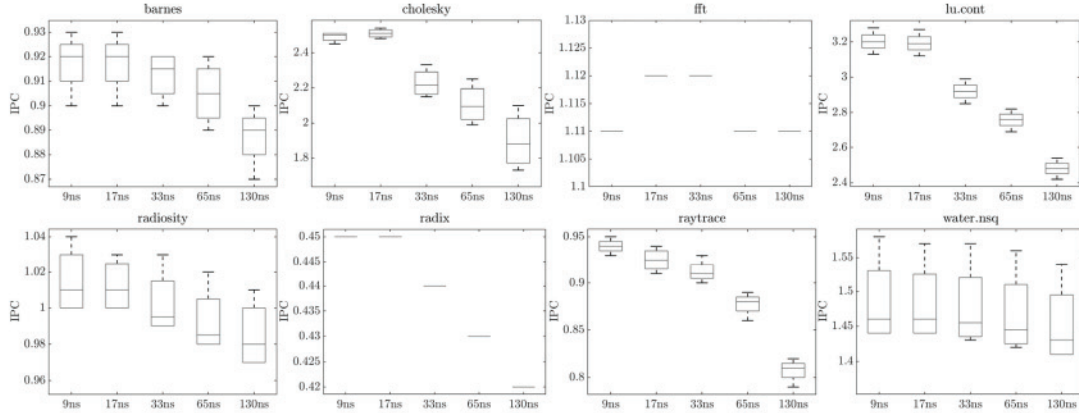 barnes
IPC
0.93
0.92
0.91
0.9
0.89
0.88
0.87
9ns 17ns 33ns 65ns 130ns
cholesky
IPC
2.4
2.2
2
1.8
9ns 17ns 33ns 65ns 130ns
fft
IPC
1.13
1.125
1.12
1.115
1.11
1.105
1.1
9ns 17ns 33ns 65ns 130ns
lu.cont
IPC
3.2
3
2.8
2.6
2.4
9ns 17ns 33ns 65ns 130ns
radiosity
IPC
1.04
1.02
1
0.98
0.96
9ns 17ns 33ns 65ns 130ns
radix
IPC
0.45
0.445
0.44
0.435
0.43
0.425
0.42
9ns 17ns 33ns 65ns 130ns
raytrace
IPC
0.95
0.9
0.85
0.8
9ns 17ns 33ns 65ns 130ns
water.nsq
IPC
1.55
1.5
1.45
1.4
9ns 17ns 33ns 65ns 130ns